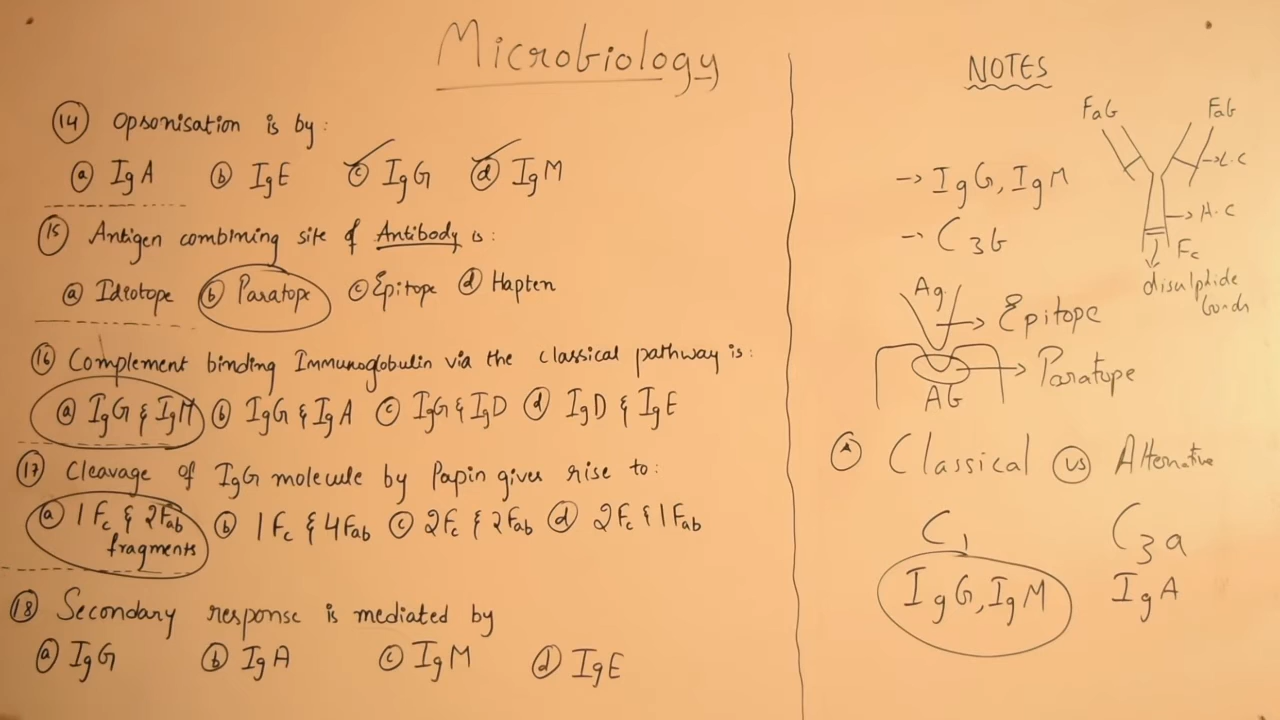 Microbiology
14 Opsonisation is by:
a IgA b IgE c IgG d IgM
15 Antigen combining site of Antibody is:
a Idiotope b Paratope c Epitope d Hapten
16 Complement binding Immunoglobulin via the classical pathway is:
a IgG & IgM b IgG & IgA c IgG & IgD d IgD & IgE
17 Cleavage of IgG molecule by Papin gives rise to:
a 1 Fc & 2Fab b 1Fc & 4Fab c 2Fc & 2Fab d 2Fc & 1Fab
fragments
18 Secondary response is mediated by
a IgG b IgA c IgM d IgE
NOTES
Fab Fab
→ L.C
→ IgG, IgM
→ H.C
→ C3b
Fc
disulphide
bonds
Ag
→ Epitope
→ Paratope
AG
Classical vs Alternative
C1 C3a
IgG, IgM IgA